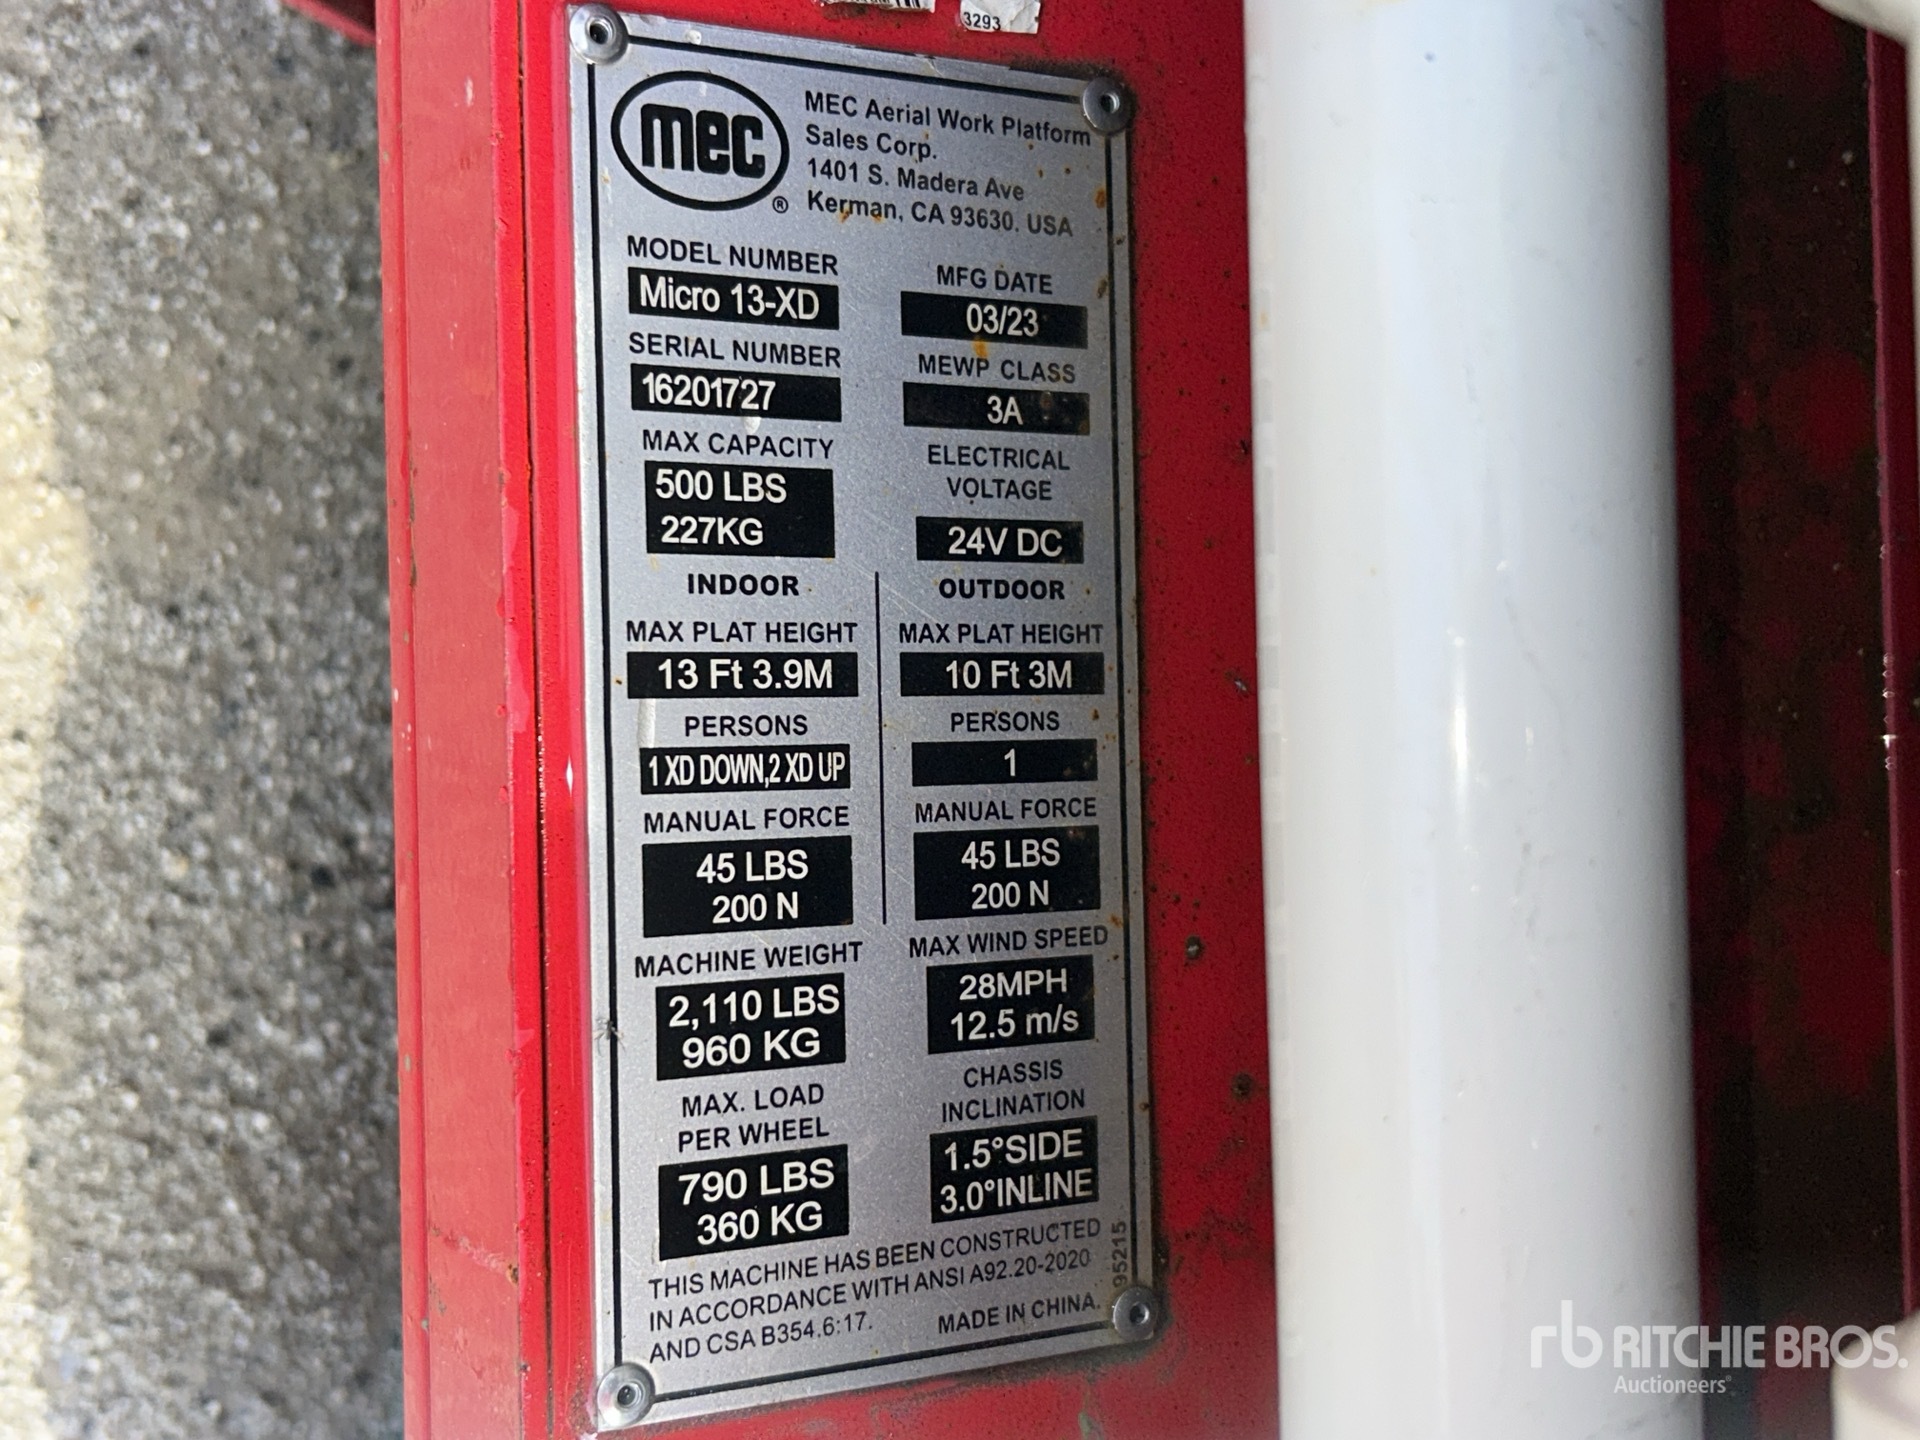 3293
mec
®
MEC Aerial Work Platform
Sales Corp.
1401 S. Madera Ave
Kerman, CA 93630. USA
MODEL NUMBER
Micro 13-XD
MFG DATE
03/23
SERIAL NUMBER
16201727
MEWP CLASS
3A
MAX CAPACITY
500 LBS
227KG
ELECTRICAL
VOLTAGE
24V DC
INDOOR
MAX PLAT HEIGHT
13 Ft 3.9M
PERSONS
1 XD DOWN,2 XD UP
MANUAL FORCE
45 LBS
200 N
OUTDOOR
MAX PLAT HEIGHT
10 Ft 3M
PERSONS
1
MANUAL FORCE
45 LBS
200 N
MACHINE WEIGHT
2,110 LBS
960 KG
MAX WIND SPEED
28MPH
12.5 m/s
MAX. LOAD
PER WHEEL
790 LBS
360 KG
CHASSIS
INCLINATION
1.5°SIDE
3.0°INLINE
THIS MACHINE HAS BEEN CONSTRUCTED
IN ACCORDANCE WITH ANSI A92.20-2020
AND CSA B354.6:17.
MADE IN CHINA.
95215
rb RITCHIE BROS.
Auctioneers